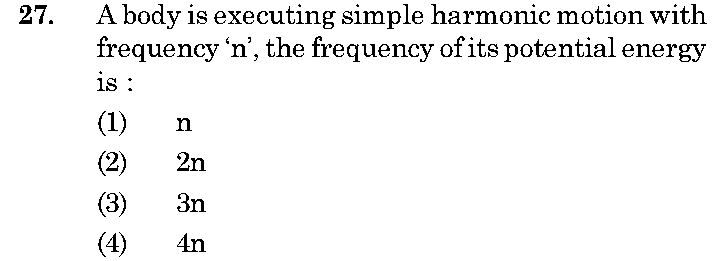 27. A body is executing simple harmonic motion with
frequency ‘n’, the frequency of its potential energy
is :
(1) n
(2) 2n
(3) 3n
(4) 4n